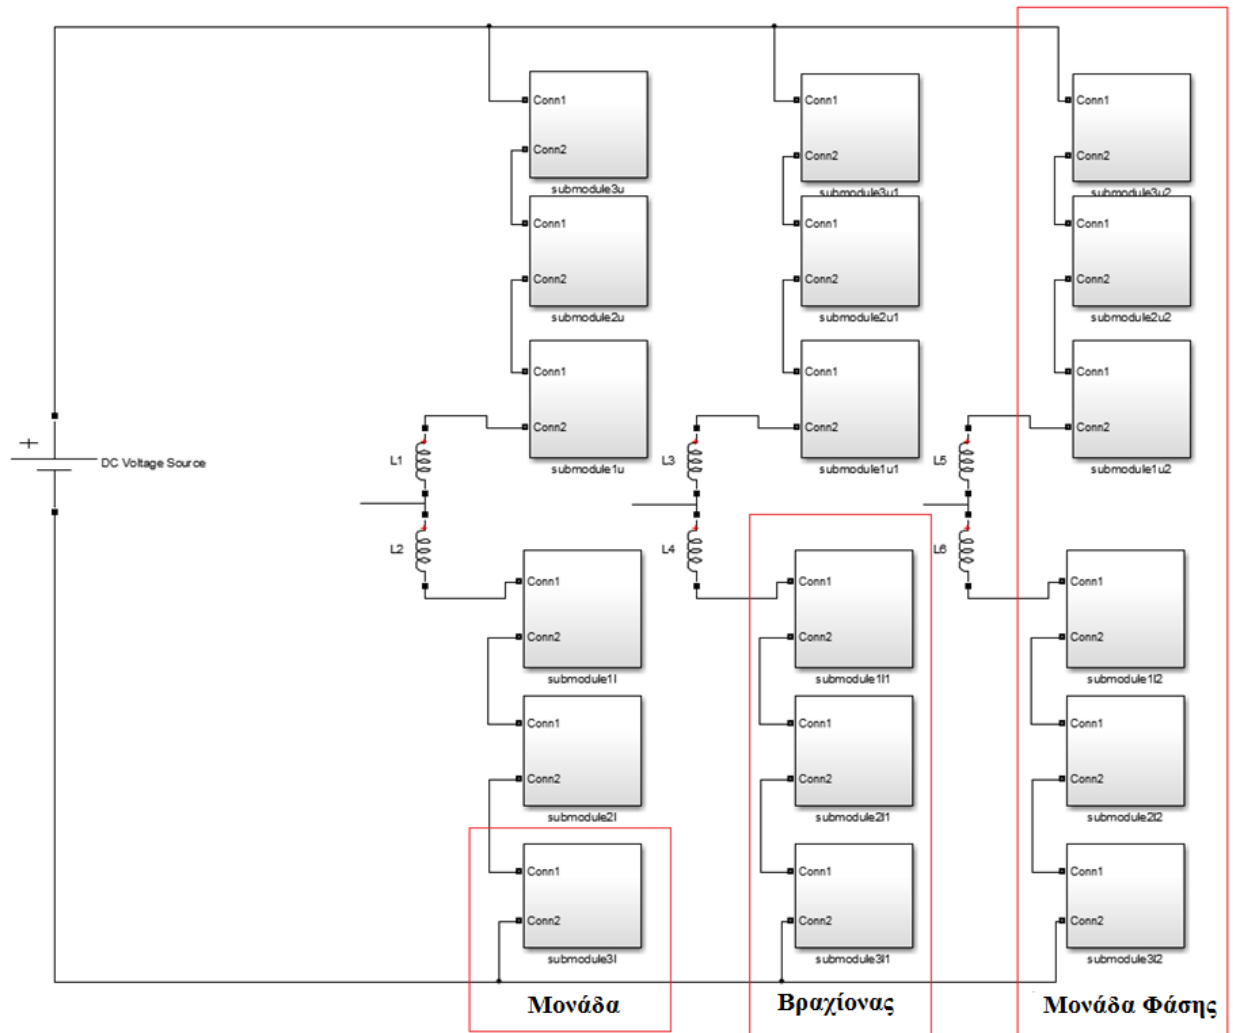 Conn1
Conn2
submodule3u
Conn1
Conn2
submodule2u
Conn1
Conn2
submodule1u
Conn1
Conn2
submodule3u1
Conn1
Conn2
submodule2u1
Conn1
Conn2
submodule1u1
Conn1
Conn2
submodule3u2
Conn1
Conn2
submodule2u2
Conn1
Conn2
submodule1u2
+
DC Voltage Source
L1
L2
L3
L4
L5
L6
Conn1
Conn2
submodule1l
Conn1
Conn2
submodule2l
Conn1
Conn2
submodule3l
Conn1
Conn2
submodule1l1
Conn1
Conn2
submodule2l1
Conn1
Conn2
submodule3l1
Conn1
Conn2
submodule1l2
Conn1
Conn2
submodule2l2
Conn1
Conn2
submodule3l2
Μονάδα
Βραχίονας
Μονάδα Φάσης